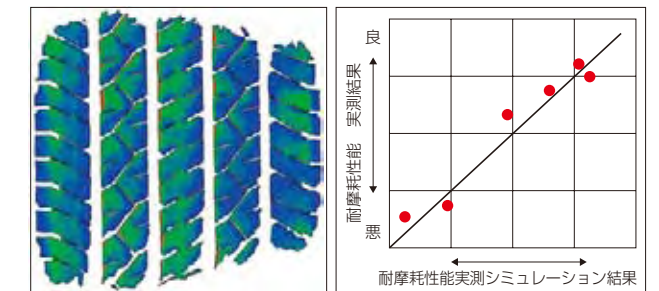 良
耐摩耗性能 実測結果
悪
耐摩耗性能実測シミュレーション結果